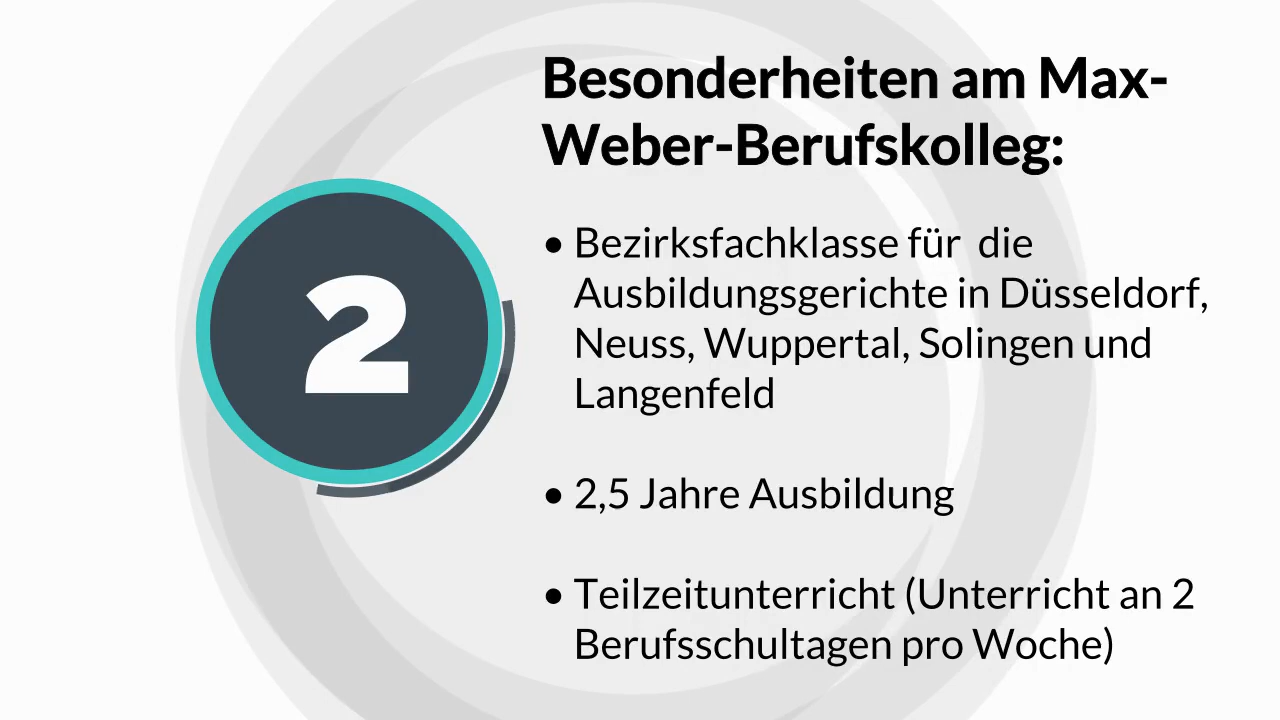 Besonderheiten am Max-
Weber-Berufskolleg:
2
• Bezirksfachklasse für  die
Ausbildungsgerichte in Düsseldorf,
Neuss, Wuppertal, Solingen und
Langenfeld
• 2,5 Jahre Ausbildung
• Teilzeitunterricht (Unterricht an 2
Berufsschultagen pro Woche)